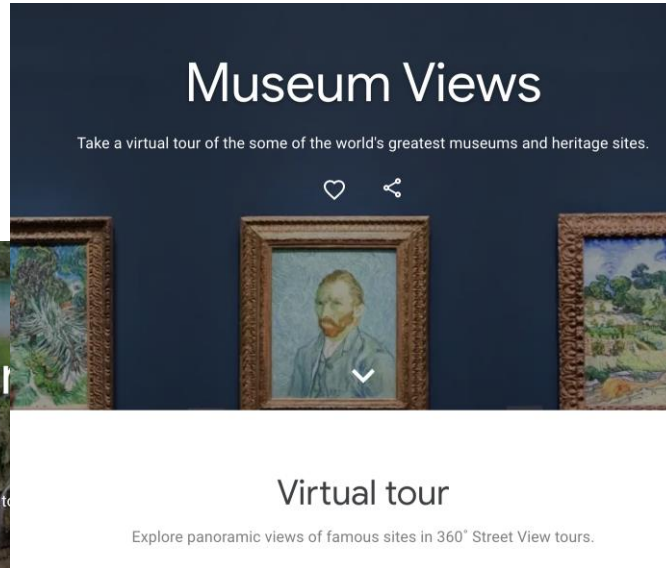 Museum Views
Take a virtual tour of the some of the world's greatest museums and heritage sites.
Virtual tour
Explore panoramic views of famous sites in 360° Street View tours.